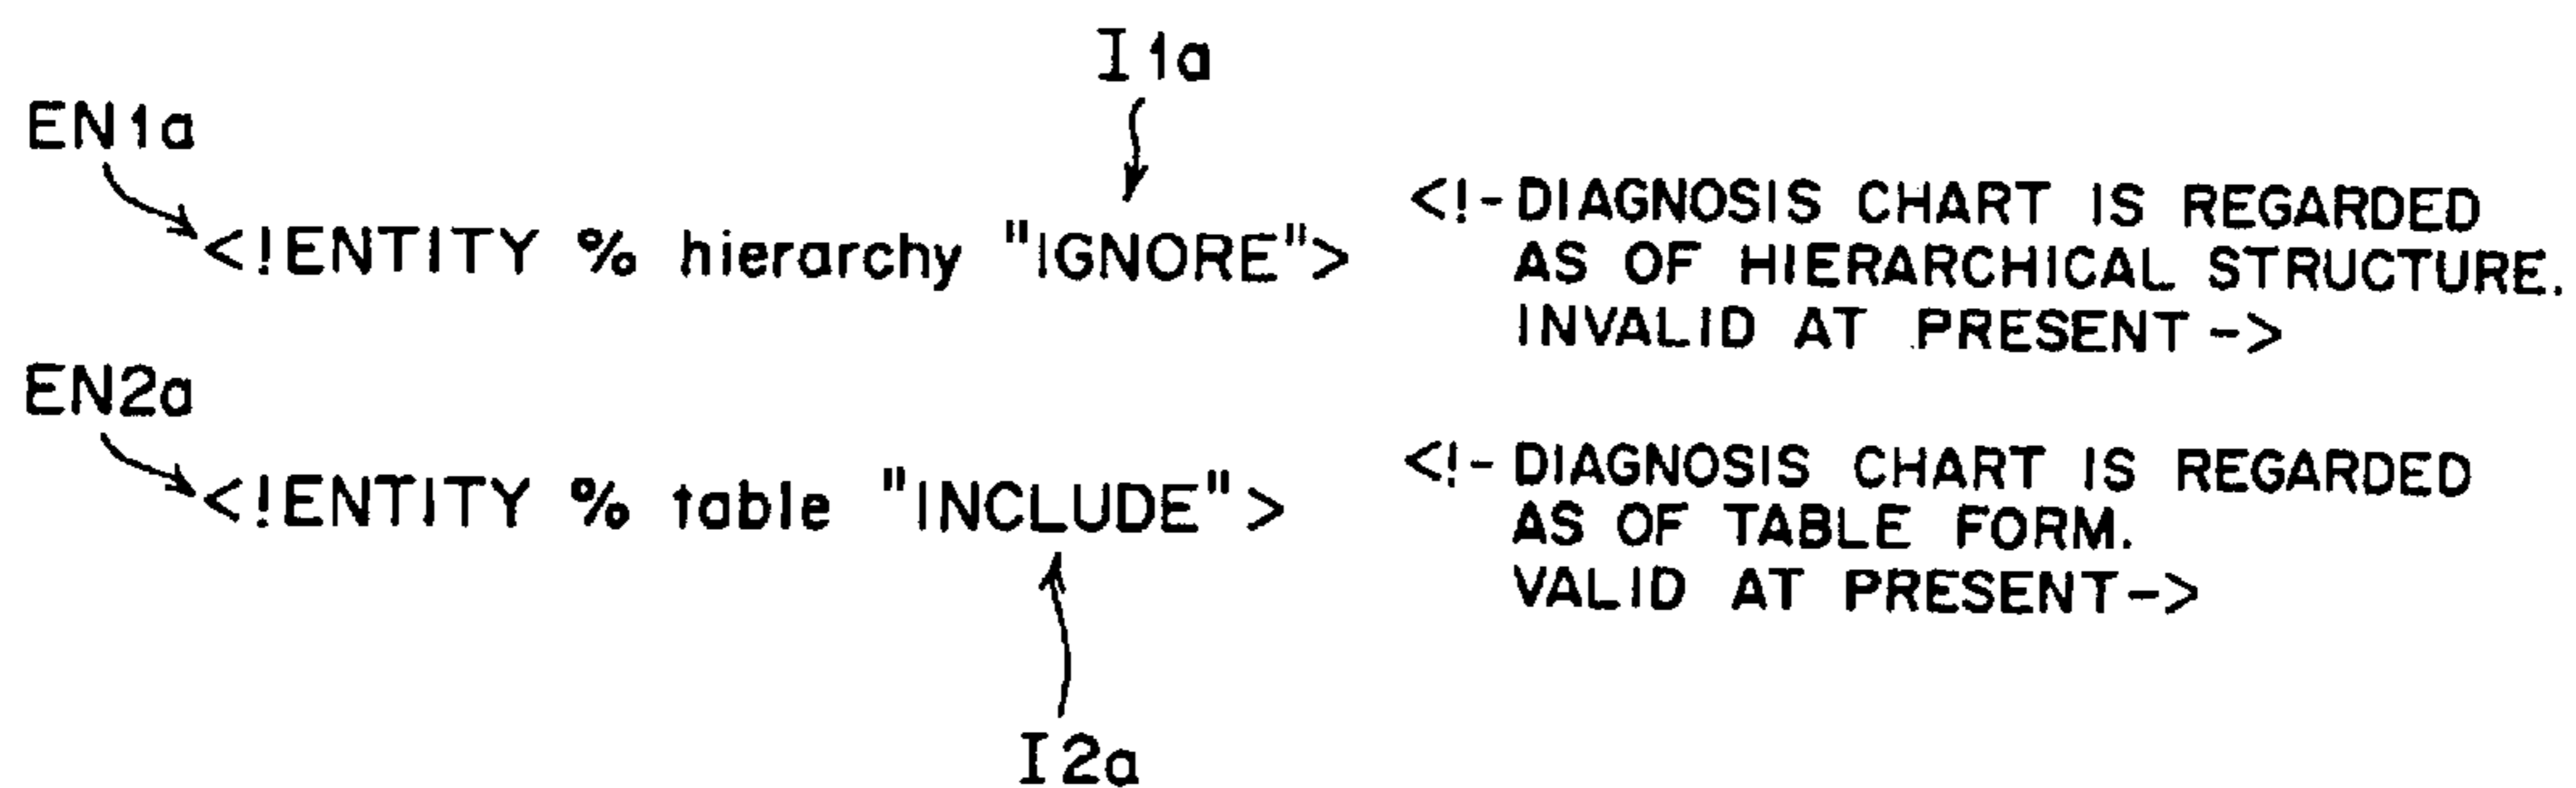 I1a
EN1a
<!ENTITY % hierarchy "IGNORE"> <!-DIAGNOSIS CHART IS REGARDED
AS OF HIERARCHICAL STRUCTURE.
INVALID AT PRESENT->
EN2a
<!ENTITY % table "INCLUDE"> <!-DIAGNOSIS CHART IS REGARDED
AS OF TABLE FORM.
VALID AT PRESENT->
I2a